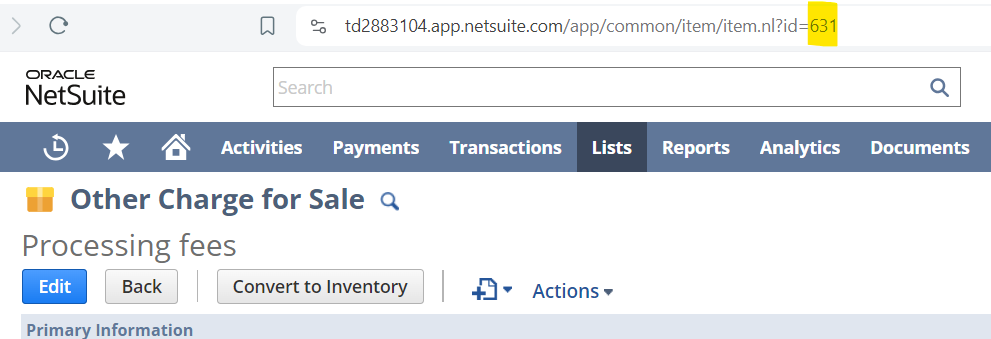 td2883104.app.netsuite.com/app/common/item/item.nl?id=631
ORACLE
NetSuite
Search
Activities Payments Transactions Lists Reports Analytics Documents
Other Charge for Sale
Processing fees
Edit Back Convert to Inventory Actions
Primary Information